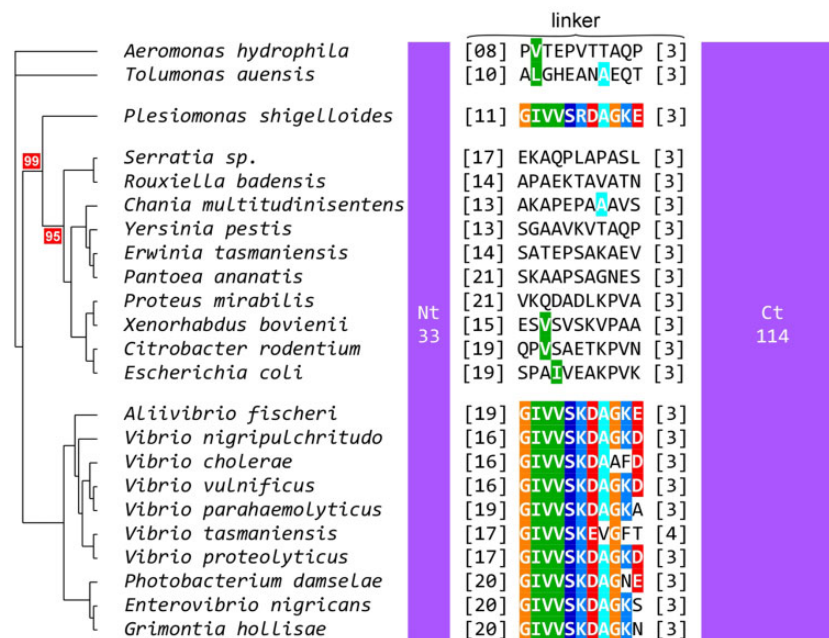 linker
Aeromonas hydrophila [08] PVTEPVTTAQP [3]
Tolumonas auensis [10] ALGHEANAEQT [3]
Plesiomonas shigelloides [11] GIVVSRDAGKE [3]
99
Serratia sp. [17] EKAQPLAPASL [3]
Rouxiella badensis [14] APAEKTAVATN [3]
Chania multitudinisentens [13] AKAPEPAAAVS [3]
95
Yersinia pestis [13] SGAAVKVTAQP [3]
Erwinia tasmaniensis [14] SATEPSAKAEV [3]
Pantoea ananatis [21] SKAAPSAGNES [3]
Proteus mirabilis [21] VKQDADLKPVA [3]
Nt
33
Ct
114
Xenorhabdus bovienii [15] ESVSVSKVPAA [3]
Citrobacter rodentium [19] QPVSAETKPVN [3]
Escherichia coli [19] SPAIVEAKPVK [3]
Aliivibrio fischeri [19] GIVVSKDAGKE [3]
Vibrio nigripulchritudo [16] GIVVSKDAGKD [3]
Vibrio cholerae [16] GIVVSKDAAFD [3]
Vibrio vulnificus [16] GIVVSKDAGKD [3]
Vibrio parahaemolyticus [19] GIVVSKDAGKA [3]
Vibrio tasmaniensis [17] GIVVSKEVGFT [4]
Vibrio proteolyticus [17] GIVVSKDAGKD [3]
Photobacterium damselae [20] GIVVSKDAGNE [3]
Enterovibrio nigricans [20] GIVVSKDAGKS [3]
Grimontia hollisae [20] GIVVSKDAGKN [3]